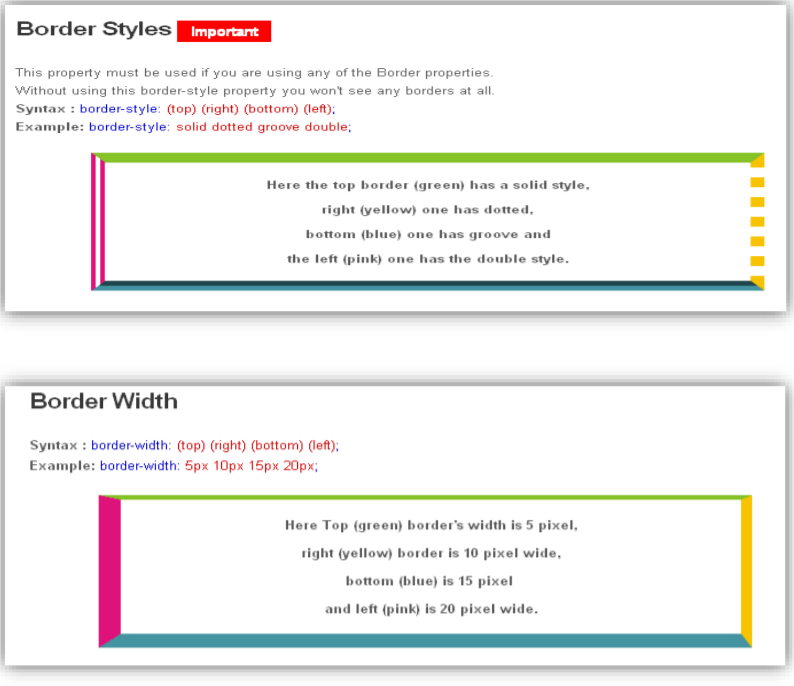 Border Styles Important
This property must be used if you are using any of the Border properties.
Without using this border-style property you won't see any borders at all.
Syntax : border-style: (top) (right) (bottom) (left);
Example: border-style: solid dotted groove double;
Here the top border (green) has a solid style,
right (yellow) one has dotted,
bottom (blue) one has groove and
the left (pink) one has the double style.
Border Width
Syntax : border-width: (top) (right) (bottom) (left);
Example: border-width: 5px 10px 15px 20px;
Here Top (green) border's width is 5 pixel,
right (yellow) border is 10 pixel wide,
bottom (blue) is 15 pixel
and left (pink) is 20 pixel wide.